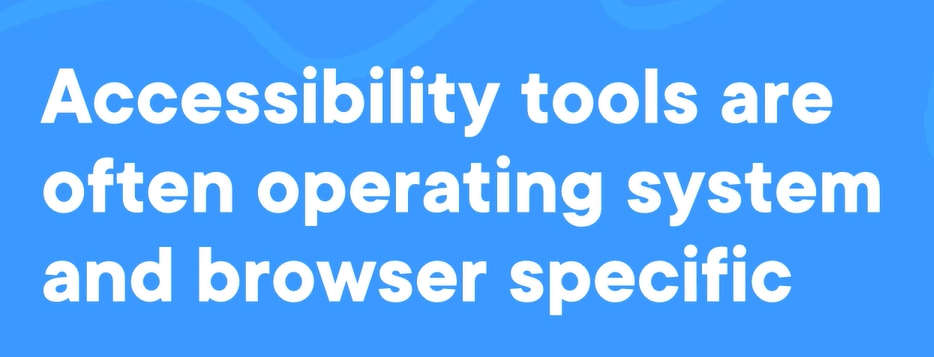 Accessibility tools are
often operating system
and browser specific